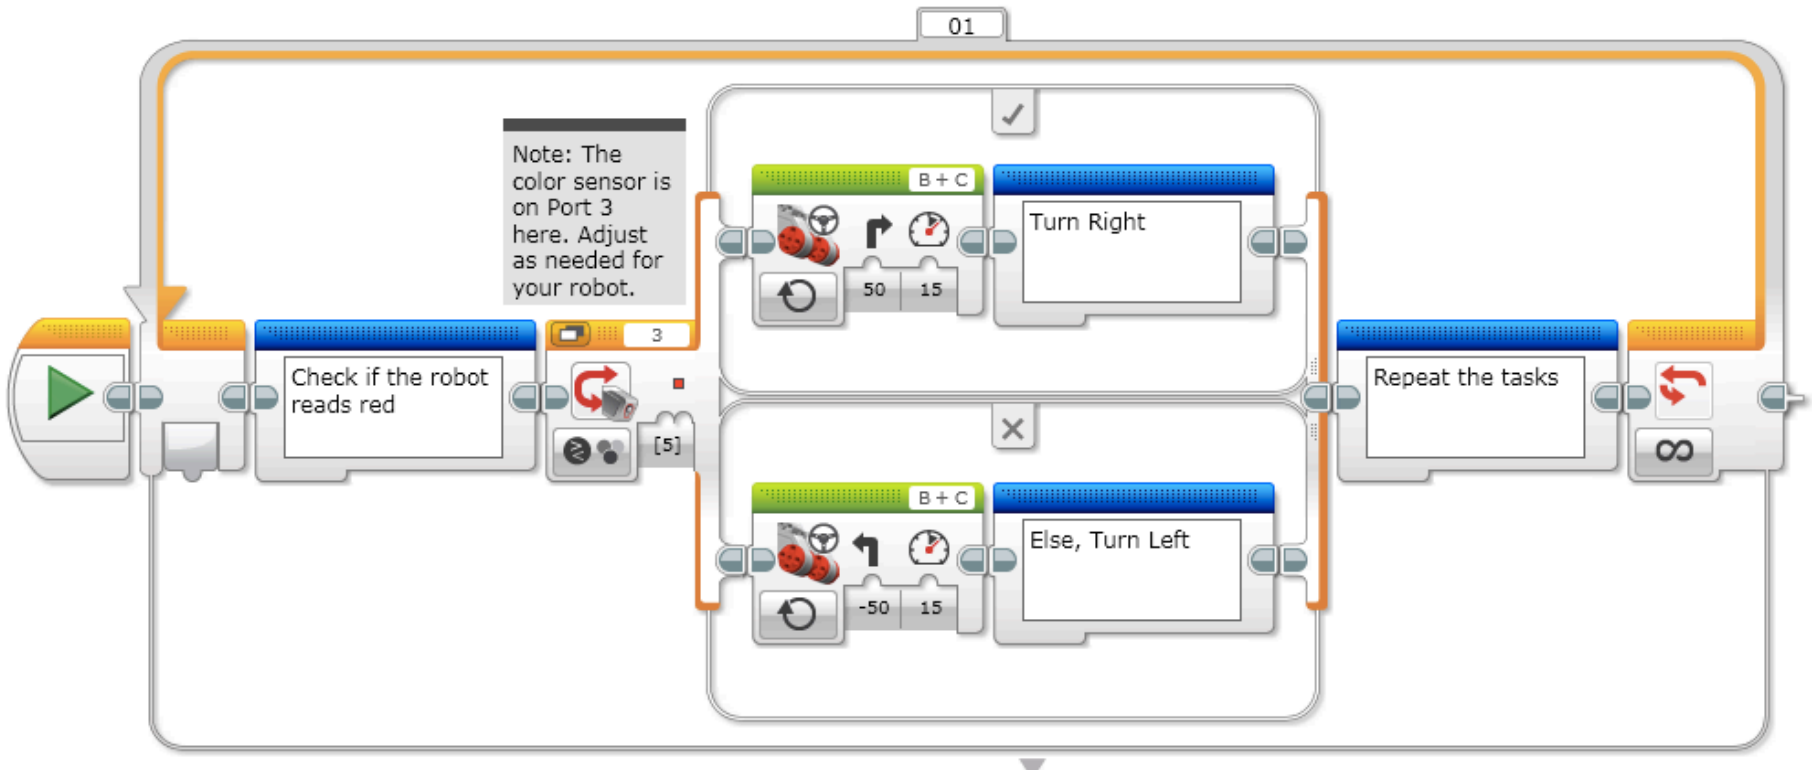 01
Note: The
color sensor is
on Port 3
here. Adjust
as needed for
your robot.
B + C
Turn Right
50 15
3
Check if the robot
reads red
[5]
Repeat the tasks
∞
B + C
Else, Turn Left
-50 15